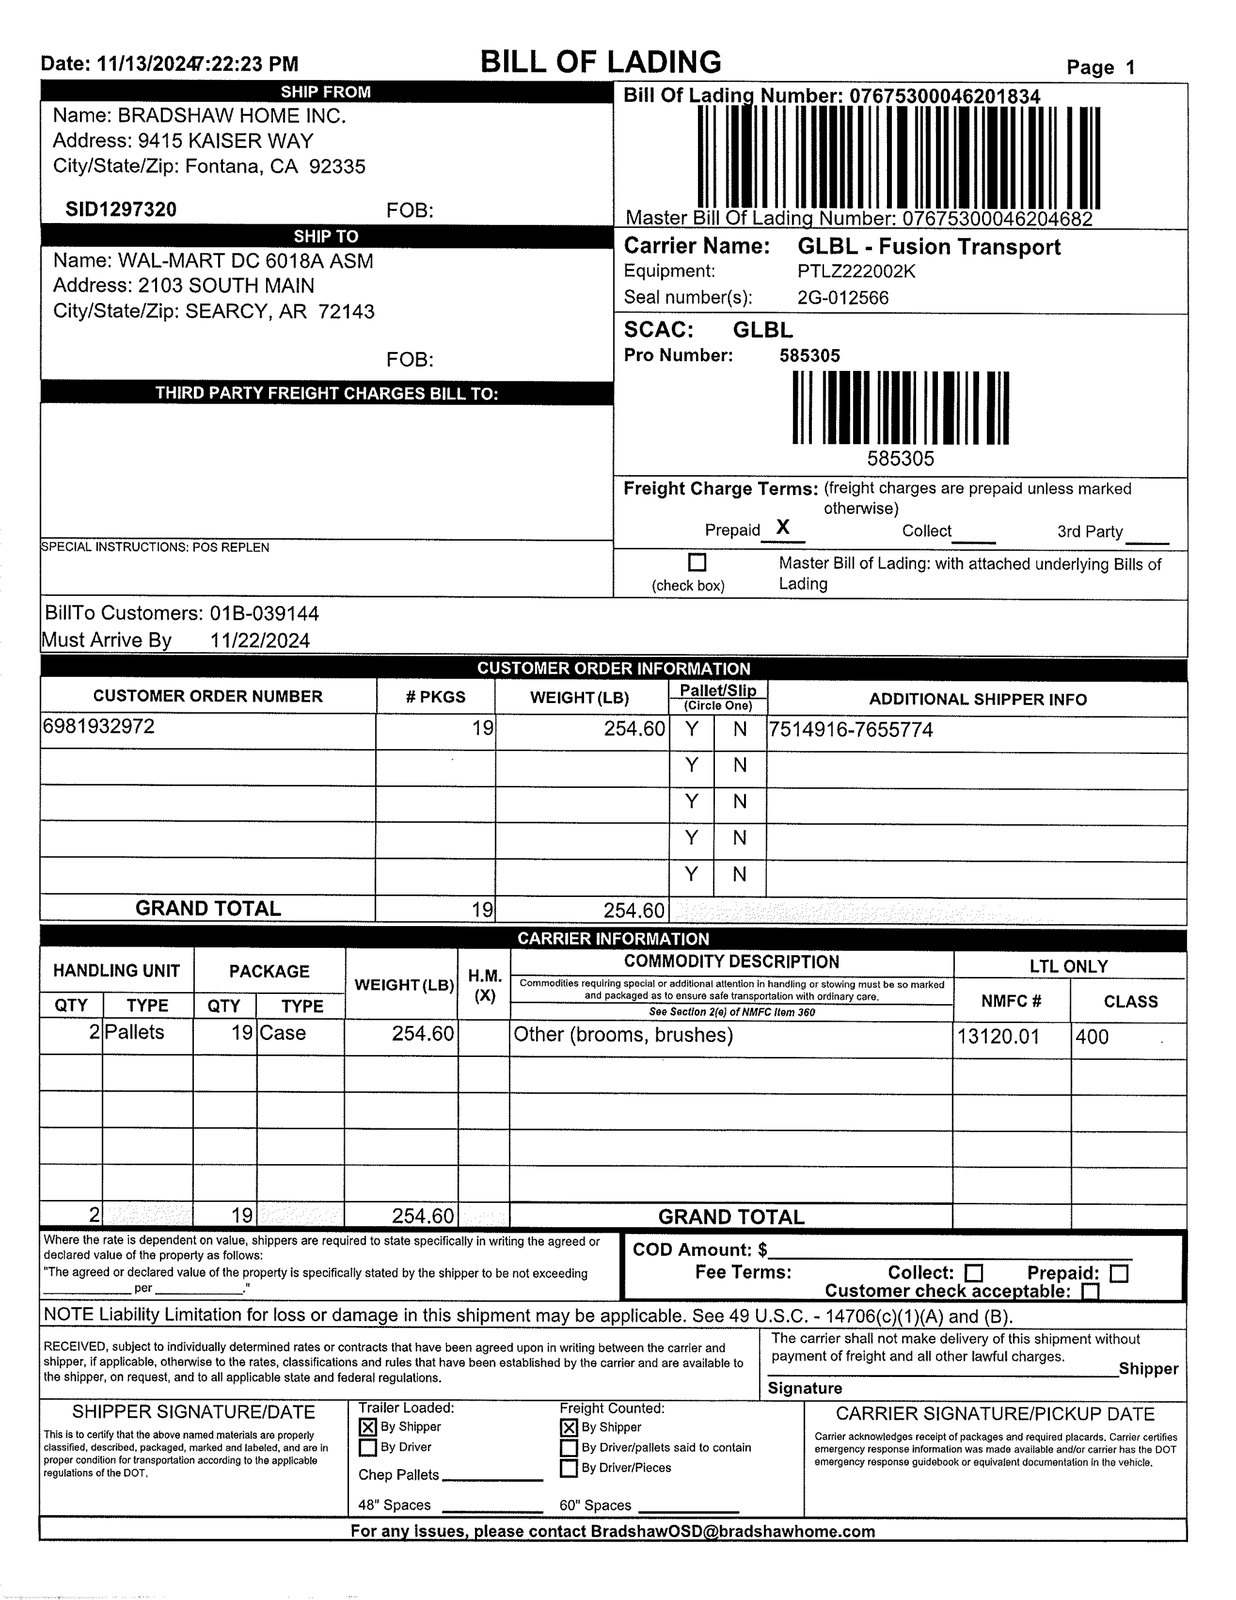 Date: 11/13/20247:22:23 PM
BILL OF LADING
Page 1
SHIP FROM
Name: BRADSHAW HOME INC.
Address: 9415 KAISER WAY
City/State/Zip: Fontana, CA 92335
SID1297320 FOB:
Bill Of Lading Number: 07675300046201834
Master Bill Of Lading Number: 07675300046204682
SHIP TO
Name: WAL-MART DC 6018A ASM
Address: 2103 SOUTH MAIN
City/State/Zip: SEARCY, AR 72143
FOB:
Carrier Name: GLBL - Fusion Transport
Equipment: PTLZ222002K
Seal number(s): 2G-012566
SCAC: GLBL
Pro Number: 585305
585305
THIRD PARTY FREIGHT CHARGES BILL TO:
SPECIAL INSTRUCTIONS: POS REPLEN
Freight Charge Terms: (freight charges are prepaid unless marked
otherwise)
Prepaid X Collect 3rd Party
(check box)
Master Bill of Lading: with attached underlying Bills of
Lading
BillTo Customers: 01B-039144
Must Arrive By 11/22/2024
CUSTOMER ORDER INFORMATION
CUSTOMER ORDER NUMBER # PKGS WEIGHT (LB) Pallet/Slip (Circle One) ADDITIONAL SHIPPER INFO
6981932972 19 254.60 Y N 7514916-7655774
Y N
Y N
Y N
Y N
GRAND TOTAL 19 254.60
CARRIER INFORMATION
HANDLING UNIT PACKAGE WEIGHT (LB) H.M. (X) COMMODITY DESCRIPTION LTL ONLY
Commodities requiring special or additional attention in handling or stowing must be so marked
and packaged as to ensure safe transportation with ordinary care.
See Section 2(e) of NMFC Item 360
QTY TYPE QTY TYPE NMFC # CLASS
2 Pallets 19 Case 254.60 Other (brooms, brushes) 13120.01 400
2 19 254.60 GRAND TOTAL
Where the rate is dependent on value, shippers are required to state specifically in writing the agreed or
declared value of the property as follows:
"The agreed or declared value of the property is specifically stated by the shipper to be not exceeding
____________ per ____________."
COD Amount: $
Fee Terms: Collect: Prepaid:
Customer check acceptable:
NOTE Liability Limitation for loss or damage in this shipment may be applicable. See 49 U.S.C. - 14706(c)(1)(A) and (B).
RECEIVED, subject to individually determined rates or contracts that have been agreed upon in writing between the carrier and
shipper, if applicable, otherwise to the rates, classifications and rules that have been established by the carrier and are available to
the shipper, on request, and to all applicable state and federal regulations.
The carrier shall not make delivery of this shipment without
payment of freight and all other lawful charges.
Shipper
Signature
SHIPPER SIGNATURE/DATE
This is to certify that the above named materials are properly
classified, described, packaged, marked and labeled, and are in
proper condition for transportation according to the applicable
regulations of the DOT.
Trailer Loaded:
X By Shipper
By Driver
Chep Pallets
48" Spaces
Freight Counted:
X By Shipper
By Driver/pallets said to contain
By Driver/Pieces
60" Spaces
CARRIER SIGNATURE/PICKUP DATE
Carrier acknowledges receipt of packages and required placards. Carrier certifies
emergency response information was made available and/or carrier has the DOT
emergency response guidebook or equivalent documentation in the vehicle.
For any issues, please contact BradshawOSD@bradshawhome.com